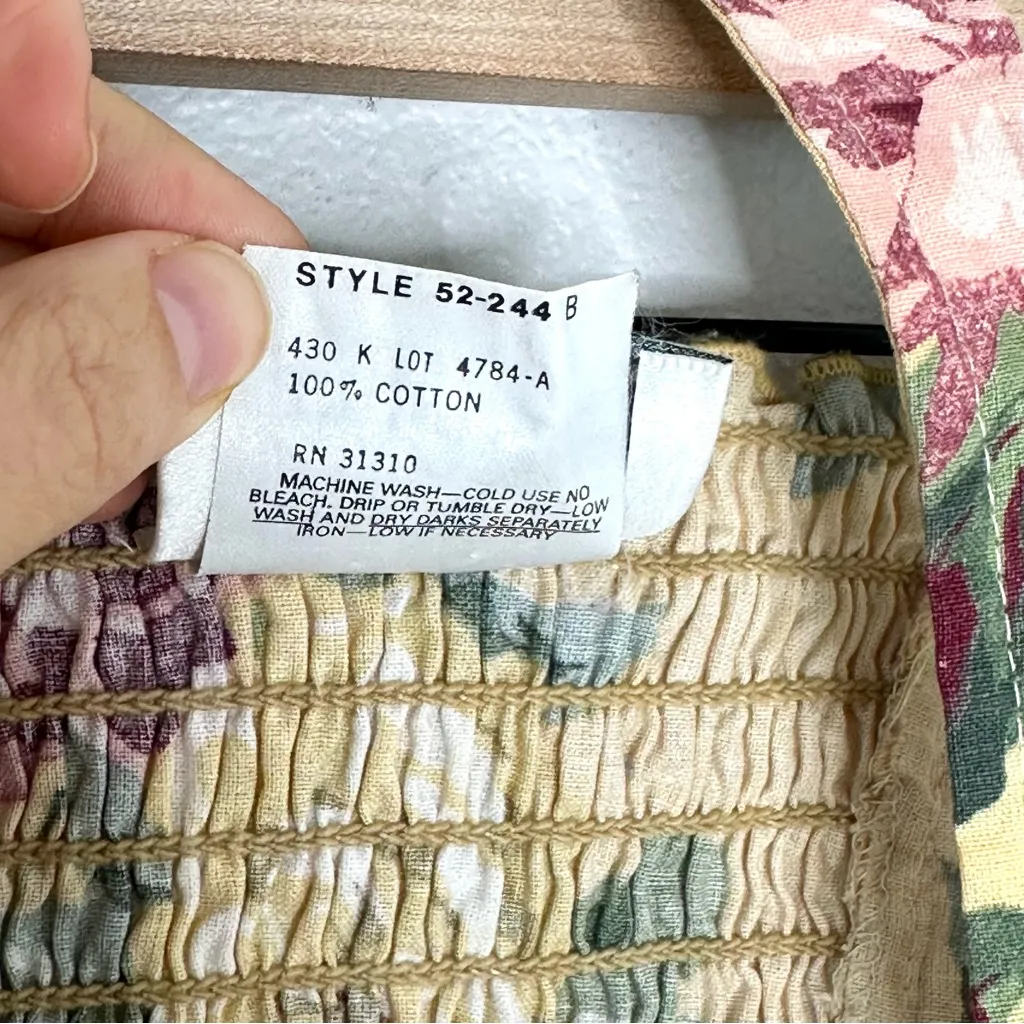 STYLE 52-244 B
430 K LOT 4784-A
100% COTTON
RN 31310
MACHINE WASH—COLD USE NO
BLEACH. DRIP OR TUMBLE DRY—LOW
WASH AND DRY DARKS SEPARATELY
IRON—LOW IF NECESSARY